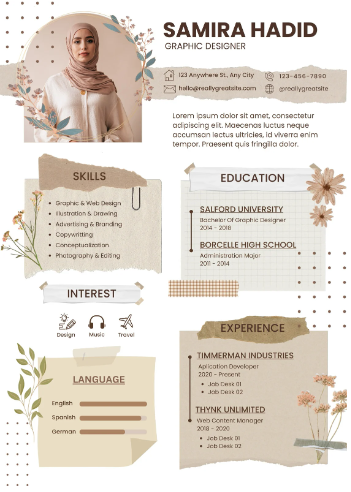 SAMIRA HADID
GRAPHIC DESIGNER
123 Anywhere St., Any City
123-456-7890
hello@reallygreatsite.com
@reallygreatsite
Lorem ipsum dolor sit amet, consectetur
adipiscing elit. Maecenas luctus neque
accumsan lectus ultricies, id viverra enim
tempor. Praesent quis fringilla dolor.
SKILLS
Graphic & Web Design
Illustration & Drawing
Advertising & Branding
Copywriting
Conceptualization
Photography & Editing
INTEREST
Design
Music
Travel
LANGUAGE
English
Spanish
German
EDUCATION
SALFORD UNIVERSITY
Bachelor Of Graphic Designer
2014 - 2018
BORCELLE HIGH SCHOOL
Administration Major
2011 - 2014
EXPERIENCE
TIMMERMAN INDUSTRIES
Aplication Developer
2020 - Present
Job Desk 01
Job Desk 02
THYNK UNLIMITED
Web Content Manager
2018 - 2020
Job Desk 01
Job Desk 02